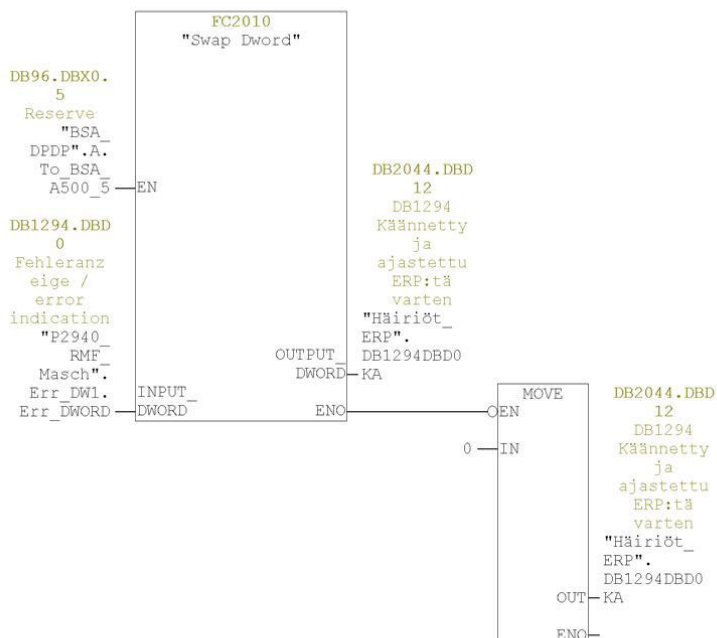 FC2010
"Swap Dword"
DB96.DBX0.
5
Reserve
"BSA_
DPDP".A.
To_BSA_
A500_5
EN
DB1294.DBD
0
Fehleranz
eige /
error
indication
"P2940_
RMF_
Masch".
Err_DW1.
Err_DWORD
INPUT_
DWORD
OUTPUT_
DWORD
ENO
DB2044.DBD
12
DB1294
Käännetty
ja
ajastettu
ERP:tä
varten
"Häiriöt_
ERP".
DB1294DBD0
KA
MOVE
EN
0
IN
OUT
ENO
DB2044.DBD
12
DB1294
Käännetty
ja
ajastettu
ERP:tä
varten
"Häiriöt_
ERP".
DB1294DBD0
KA